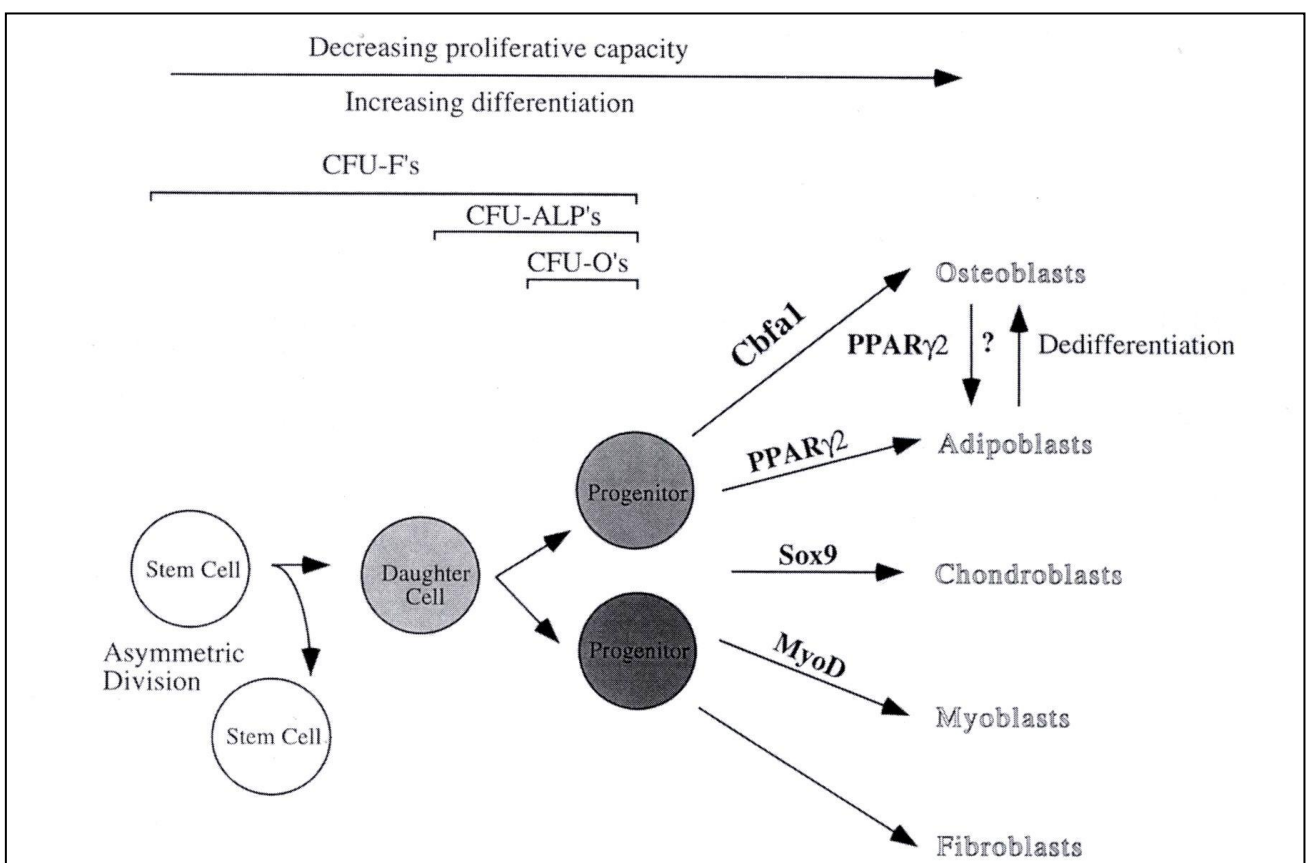 Decreasing proliferative capacity
Increasing differentiation
CFU-F's
CFU-ALP's
CFU-O's
Osteoblasts
Cbfa1
PPARγ2
?
Dedifferentiation
PPARγ2
Adipoblasts
Progenitor
Stem Cell
Daughter
Cell
Sox9
Chondroblasts
Asymmetric
Division
Progenitor
MyoD
Myoblasts
Stem Cell
Fibroblasts